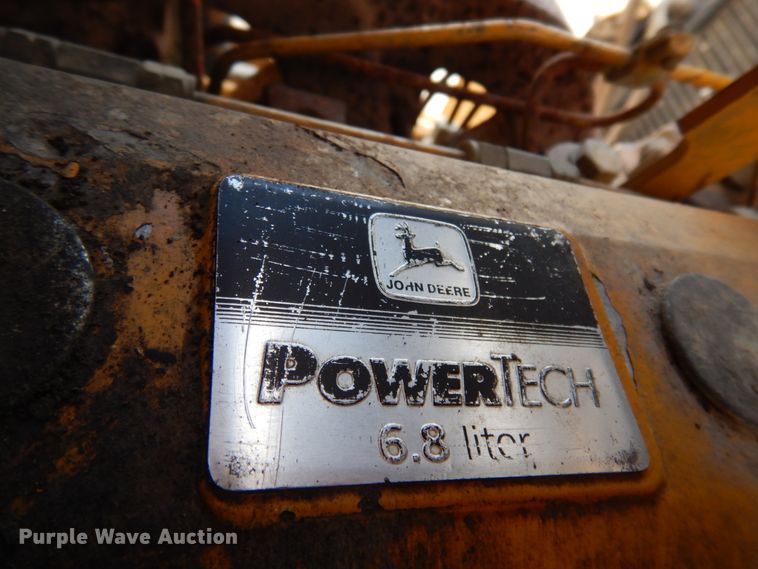 JOHN DEERE
POWERTECH
6.8 liter
Purple Wave Auction